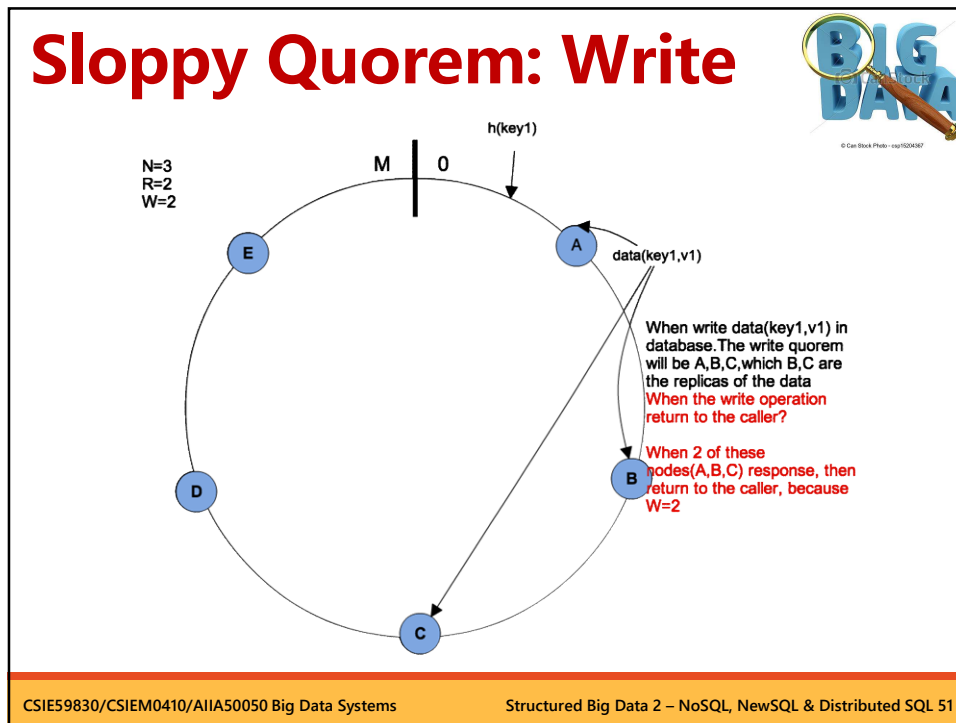 Sloppy Quorem: Write
BIG
DATA
© CanStock
© Can Stock Photo - csp15204367
h(key1)
N=3
R=2
W=2
M
0
E
A
data(key1,v1)
When write data(key1,v1) in
database.The write quorem
will be A,B,C,which B,C are
the replicas of the data
When the write operation
return to the caller?
When 2 of these
nodes(A,B,C) response, then
return to the caller, because
W=2
D
B
C
CSIE59830/CSIEM0410/AIIA50050 Big Data Systems
Structured Big Data 2 – NoSQL, NewSQL & Distributed SQL 51